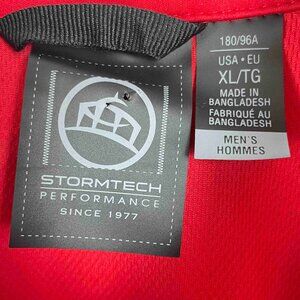 STORMTECH
PERFORMANCE
SINCE 1977
180/96A
USA • EU
XL/TG
MADE IN
BANGLADESH
FABRIQUÉ AU
BANGLADESH
MEN'S
HOMMES